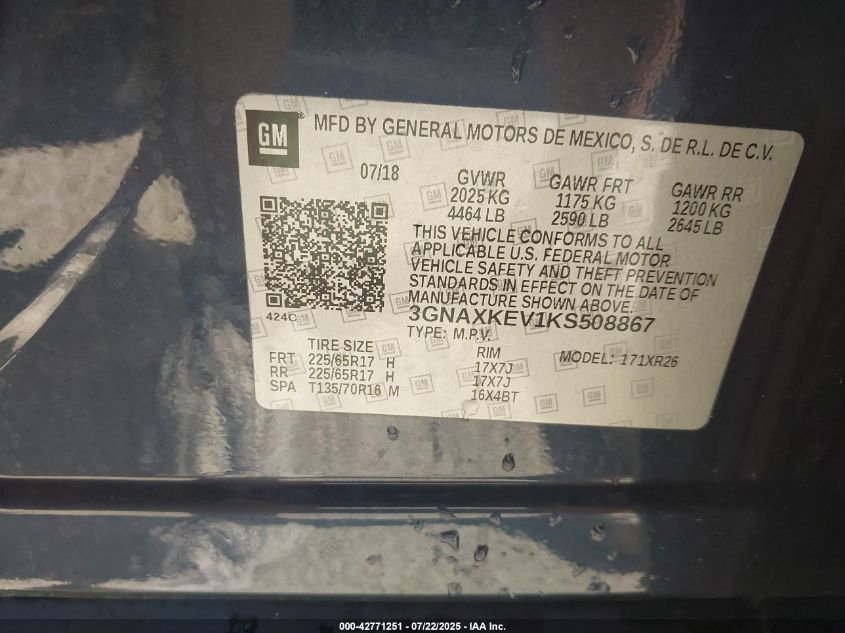 GM
MFD BY GENERAL MOTORS DE MEXICO, S. DE R.L. DE C.V.
07/18
GVWR GAWR FRT GAWR RR
2025 KG 1175 KG 1200 KG
4464 LB 2590 LB 2645 LB
THIS VEHICLE CONFORMS TO ALL
APPLICABLE U.S. FEDERAL MOTOR
VEHICLE SAFETY AND THEFT PREVENTION
STANDARDS IN EFFECT ON THE DATE OF
MANUFACTURE SHOWN ABOVE.
424C
3GNAXKEV1KS508867
TYPE: M.P.V.
TIRE SIZE RIM MODEL: 171XR26
FRT 225/65R17 H 17X7J
RR 225/65R17 H 17X7J
SPA T135/70R16 M 16X4BT
000-42771251 - 07/22/2025 - IAA Inc.